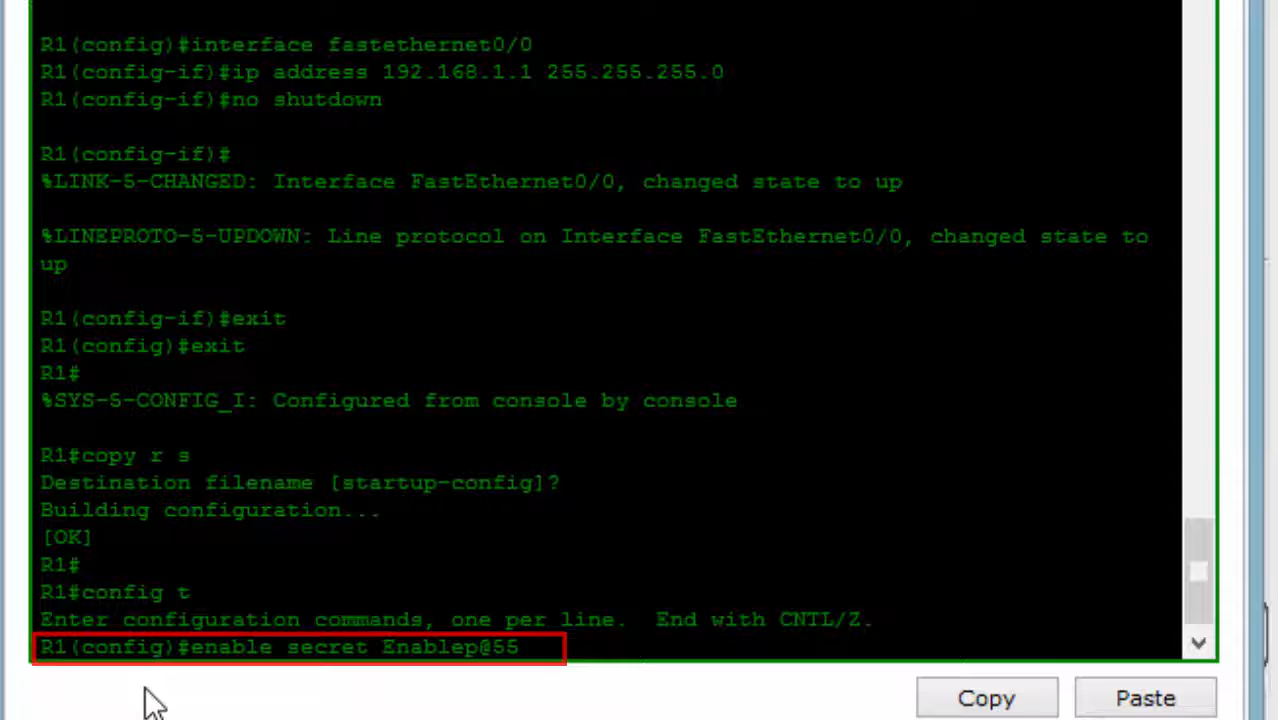 R1(config)#interface fastethernet0/0
R1(config-if)#ip address 192.168.1.1 255.255.255.0
R1(config-if)#no shutdown
R1(config-if)#
%LINK-5-CHANGED: Interface FastEthernet0/0, changed state to up
%LINEPROTO-5-UPDOWN: Line protocol on Interface FastEthernet0/0, changed state to
up
R1(config-if)#exit
R1(config)#exit
R1#
%SYS-5-CONFIG_I: Configured from console by console
R1#copy r s
Destination filename [startup-config]?
Building configuration...
[OK]
R1#
R1#config t
Enter configuration commands, one per line.  End with CNTL/Z.
R1(config)#enable secret Enablep@55
Copy Paste